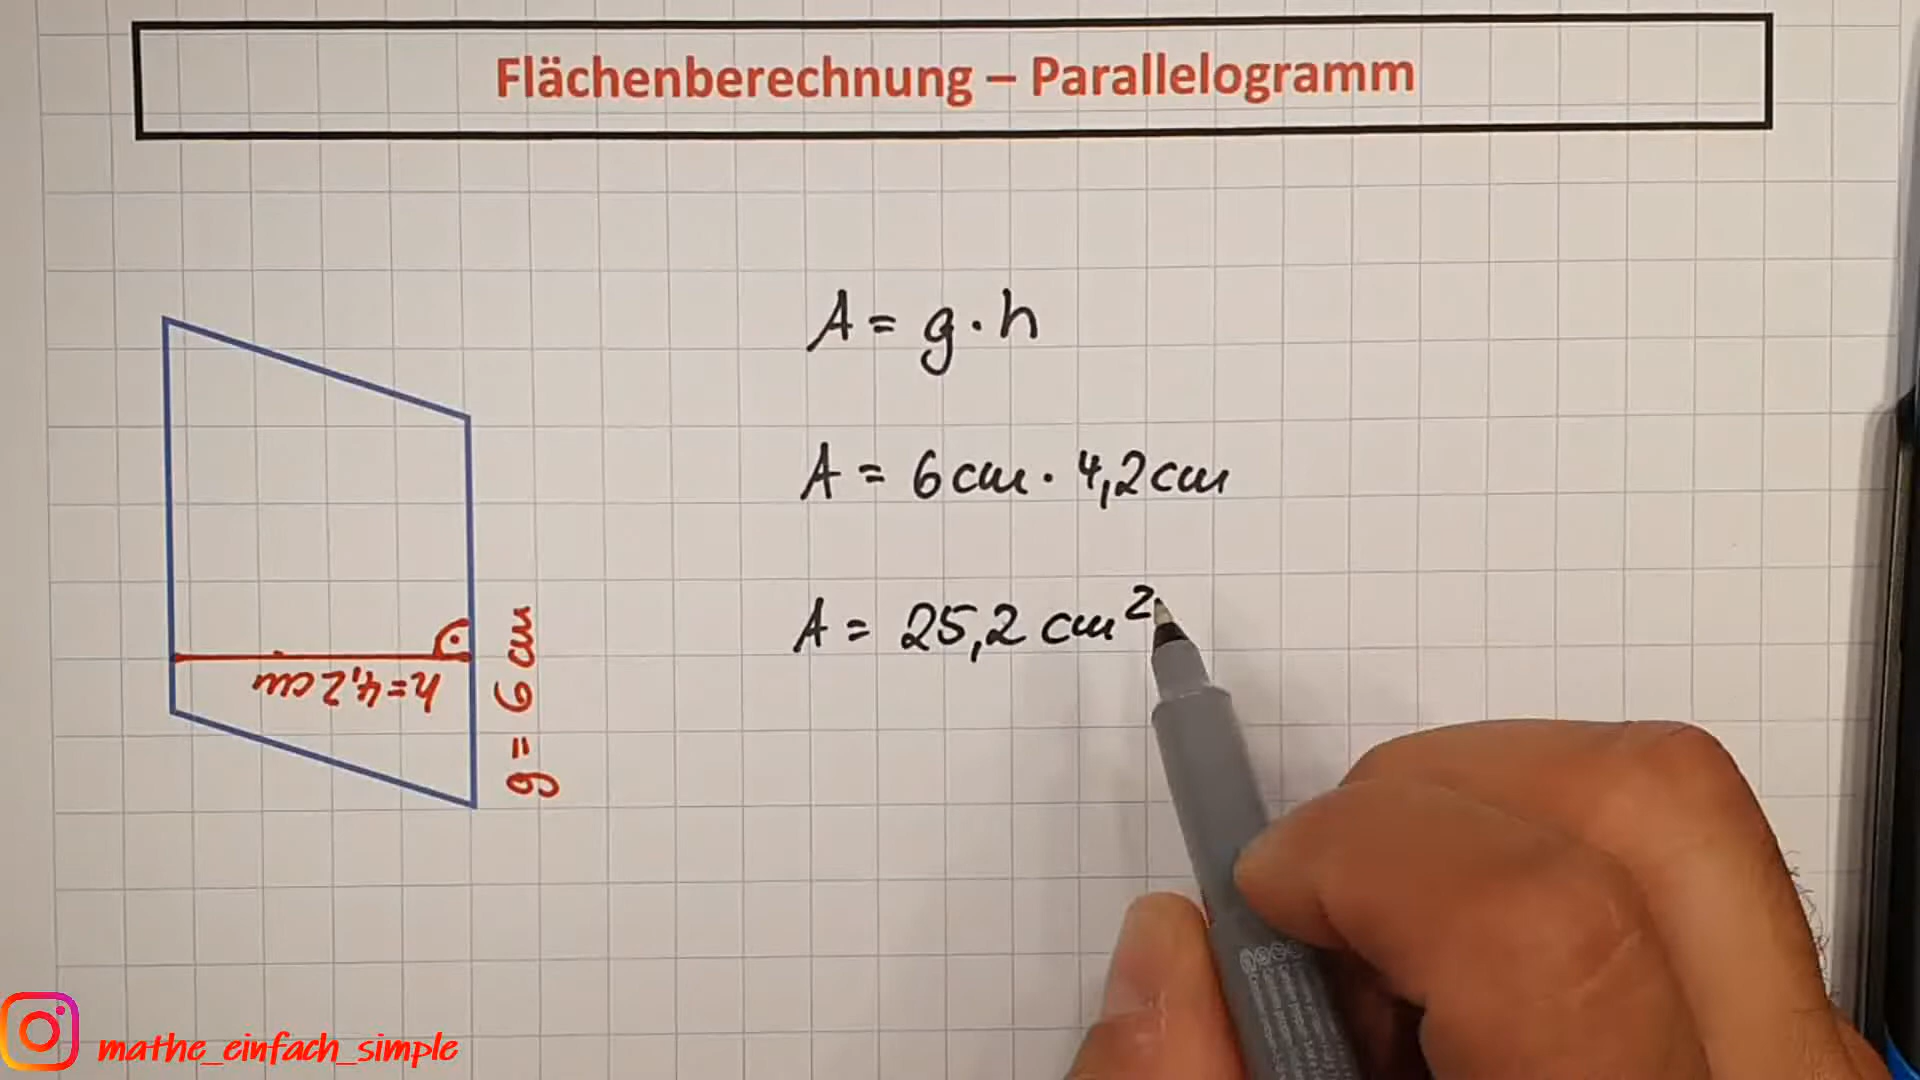 Flächenberechnung – Parallelogramm
A = g · h
A = 6 cm · 4,2 cm
A = 25,2 cm²
h = 4,2 cm
g = 6 cm
mathe_einfach_simple